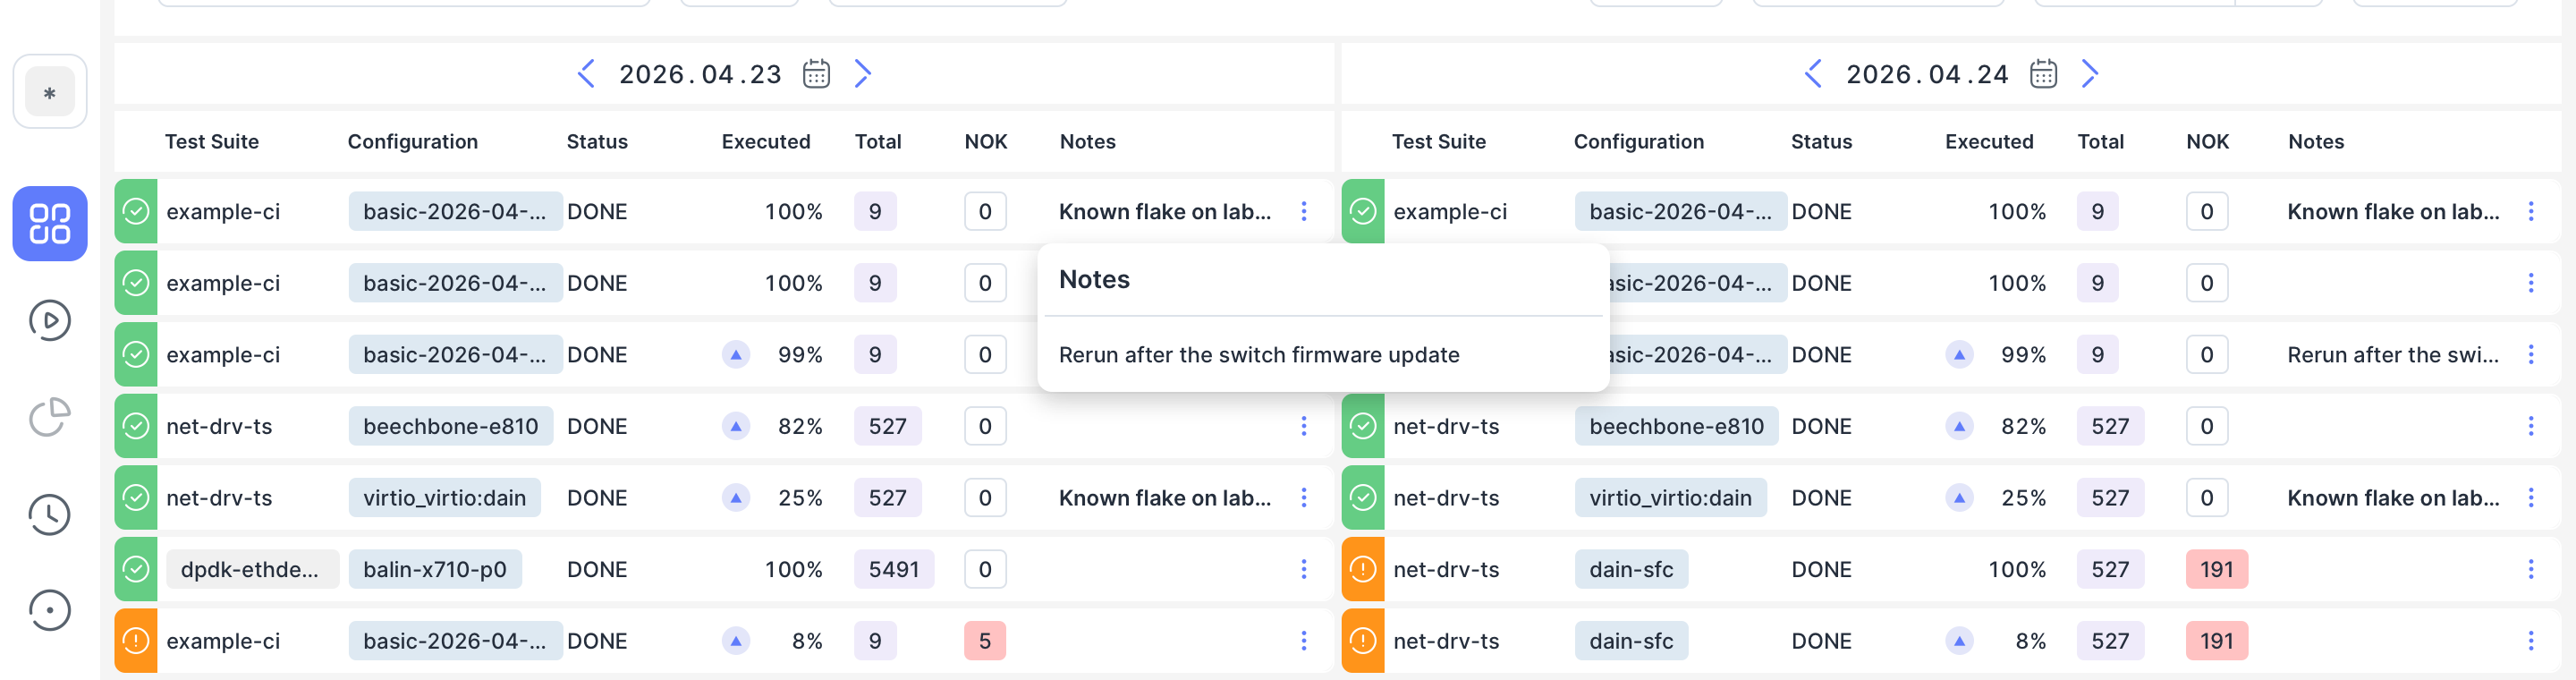 *
2026.04.23
Test Suite Configuration Status Executed Total NOK Notes
example-ci basic-2026-04-... DONE 100% 9 0 Known flake on lab...
example-ci basic-2026-04-... DONE 100% 9 0
example-ci basic-2026-04-... DONE 99% 9 0
net-drv-ts beechbone-e810 DONE 82% 527 0
net-drv-ts virtio_virtio:dain DONE 25% 527 0 Known flake on lab...
dpdk-ethde... balin-x710-p0 DONE 100% 5491 0
example-ci basic-2026-04-... DONE 8% 9 5
Notes
Rerun after the switch firmware update
2026.04.24
Test Suite Configuration Status Executed Total NOK Notes
example-ci basic-2026-04-... DONE 100% 9 0 Known flake on lab...
asic-2026-04-... DONE 100% 9 0
asic-2026-04-... DONE 99% 9 0 Rerun after the swi...
net-drv-ts beechbone-e810 DONE 82% 527 0
net-drv-ts virtio_virtio:dain DONE 25% 527 0 Known flake on lab...
net-drv-ts dain-sfc DONE 100% 527 191
net-drv-ts dain-sfc DONE 8% 527 191